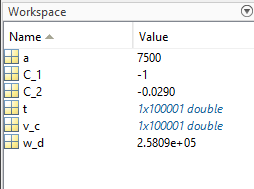 Workspace
Name Value
a 7500
C_1 -1
C_2 -0.0290
t 1x100001 double
v_c 1x100001 double
w_d 2.5809e+05